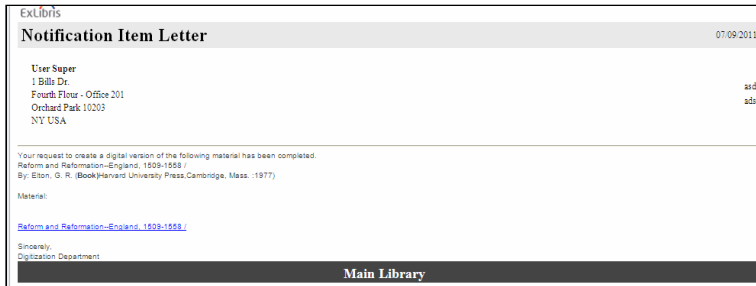 ExLibris
Notification Item Letter
07/09/2011
User Super
1 Bills Dr.
Fourth Flour - Office 201
Orchard Park 10203
NY USA
asd
ads
Your request to create a digital version of the following material has been completed.
Reform and Reformation--England, 1509-1558 /
By: Elton, G. R. (Book)Harvard University Press,Cambridge, Mass. :1977)
Material:
Reform and Reformation--England, 1509-1558 /
Sincerely,
Digitization Department
Main Library